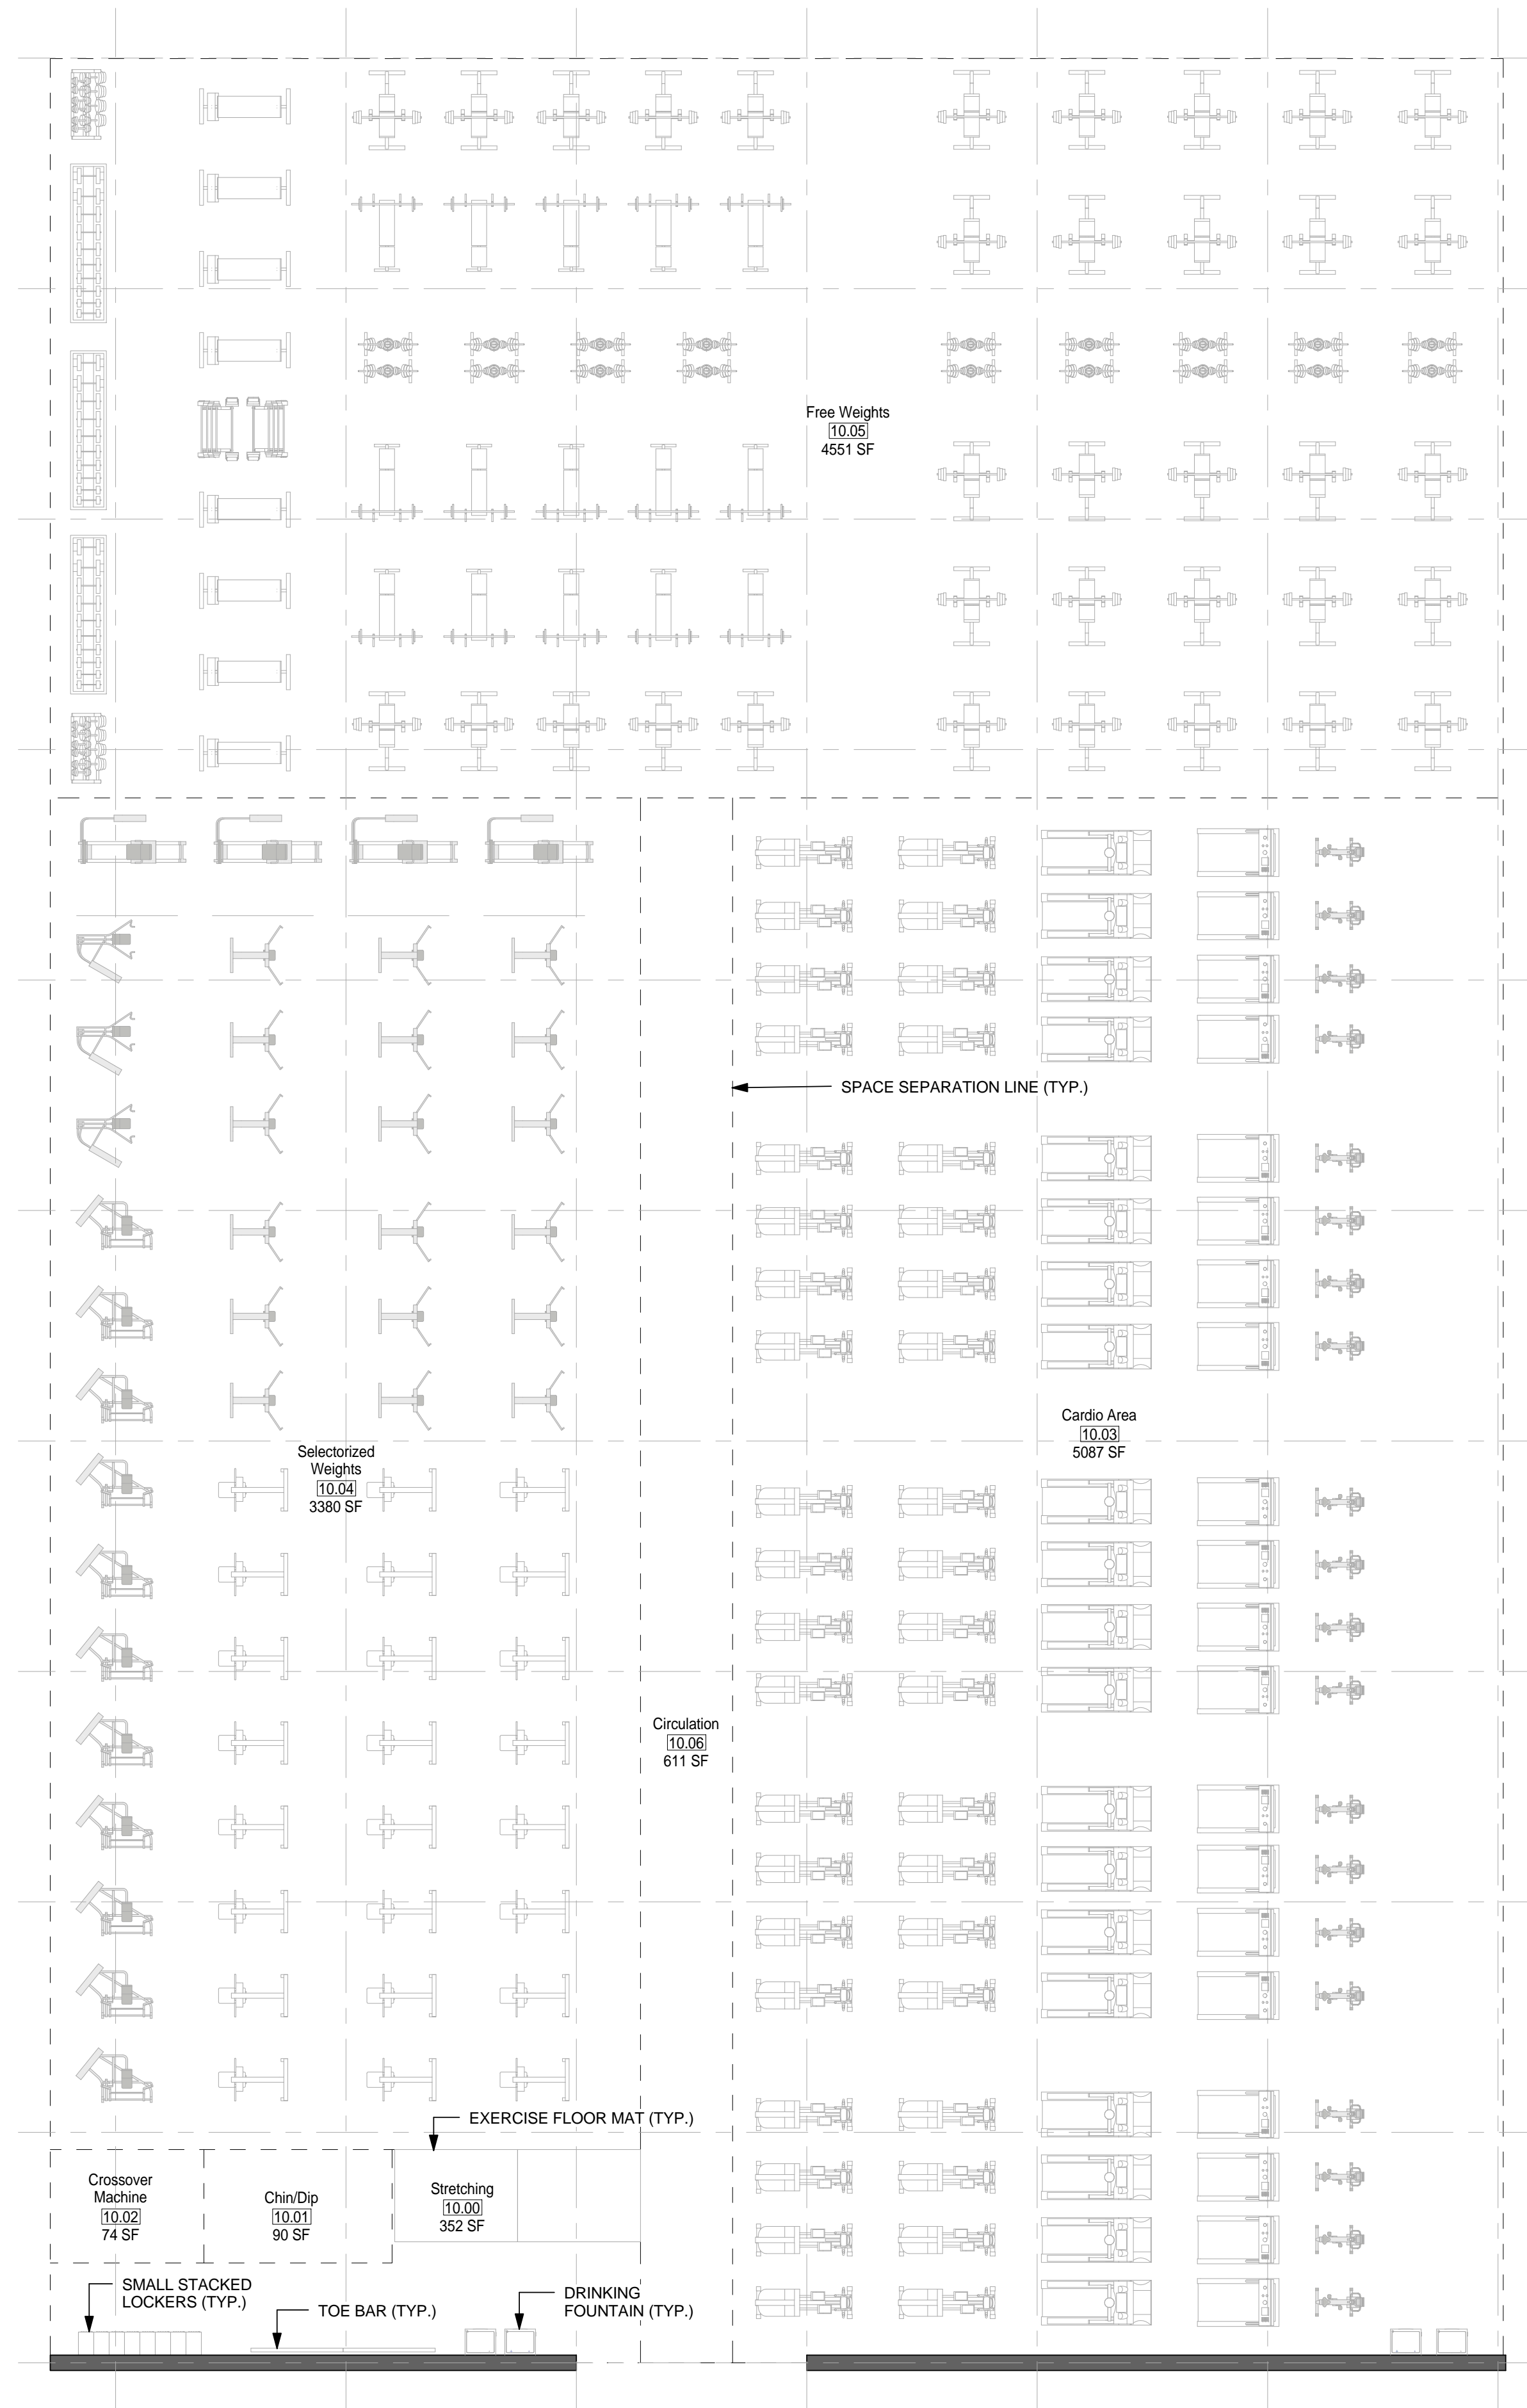 Free Weights
10.05
4551 SF
SPACE SEPARATION LINE (TYP.)
Cardio Area
10.03
5087 SF
Selectorized
Weights
10.04
3380 SF
Circulation
10.06
611 SF
EXERCISE FLOOR MAT (TYP.)
Crossover
Machine
10.02
74 SF
Chin/Dip
10.01
90 SF
Stretching
10.00
352 SF
SMALL STACKED
LOCKERS (TYP.)
TOE BAR (TYP.)
DRINKING
FOUNTAIN (TYP.)